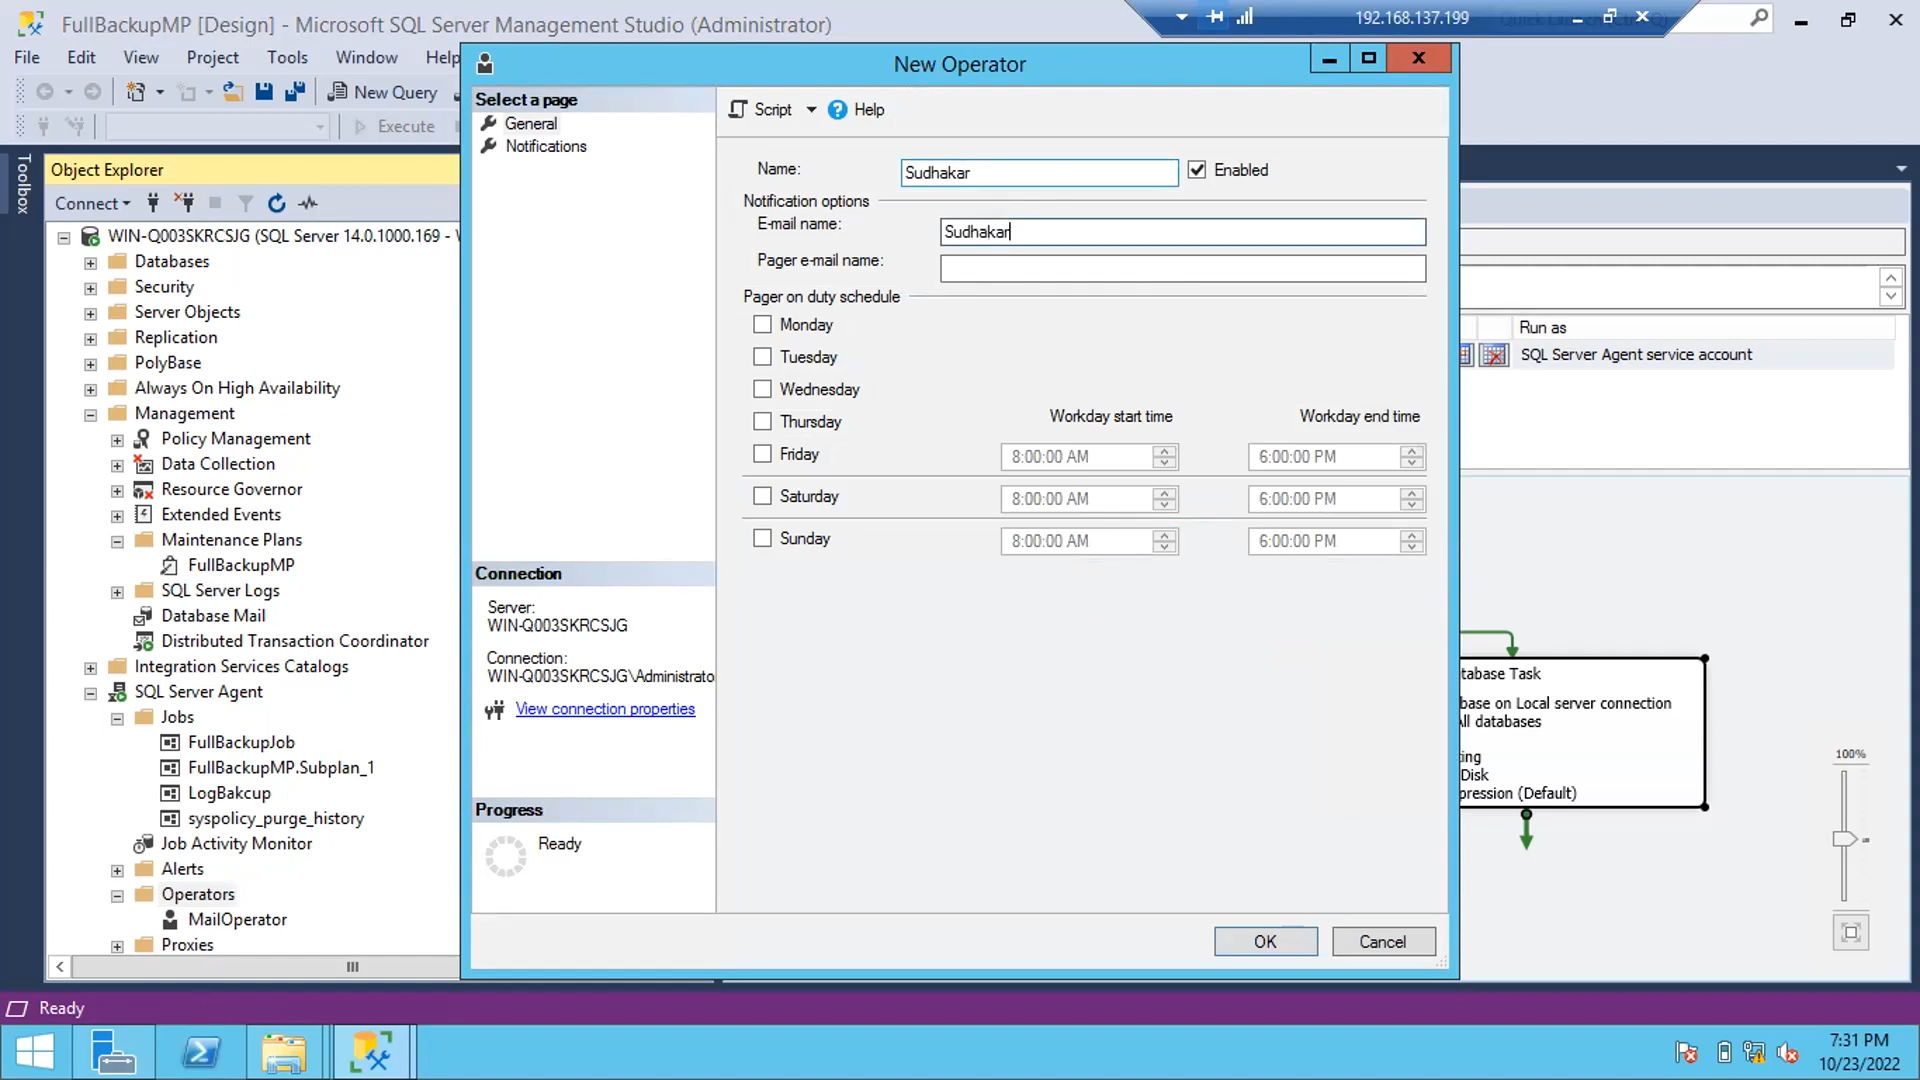 FullBackupMP [Design] - Microsoft SQL Server Management Studio (Administrator)
192.168.137.199
File Edit View Project Tools Window Help
New Query
Execute
Toolbox
Object Explorer
Connect
WIN-Q003SKRCSJG (SQL Server 14.0.1000.169 -
Databases
Security
Server Objects
Replication
PolyBase
Always On High Availability
Management
Policy Management
Data Collection
Resource Governor
Extended Events
Maintenance Plans
FullBackupMP
SQL Server Logs
Database Mail
Distributed Transaction Coordinator
Integration Services Catalogs
SQL Server Agent
Jobs
FullBackupJob
FullBackupMP.Subplan_1
LogBakcup
syspolicy_purge_history
Job Activity Monitor
Alerts
Operators
MailOperator
Proxies
New Operator
Select a page
General
Notifications
Connection
Server:
WIN-Q003SKRCSJG
Connection:
WIN-Q003SKRCSJG\Administrato
View connection properties
Progress
Ready
Script Help
Name: Sudhakar Enabled
Notification options
E-mail name: Sudhakar
Pager e-mail name:
Pager on duty schedule
Monday
Tuesday
Wednesday
Thursday Workday start time Workday end time
Friday 8:00:00 AM 6:00:00 PM
Saturday 8:00:00 AM 6:00:00 PM
Sunday 8:00:00 AM 6:00:00 PM
OK Cancel
Run as
SQL Server Agent service account
tabase Task
base on Local server connection
All databases
ting
Disk
pression (Default)
100%
Ready
7:31 PM
10/23/2022